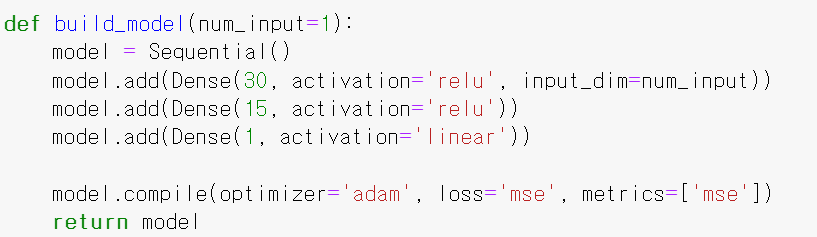 def build_model(num_input=1):
    model = Sequential()
    model.add(Dense(30, activation='relu', input_dim=num_input))
    model.add(Dense(15, activation='relu'))
    model.add(Dense(1, activation='linear'))

    model.compile(optimizer='adam', loss='mse', metrics=['mse'])
    return model